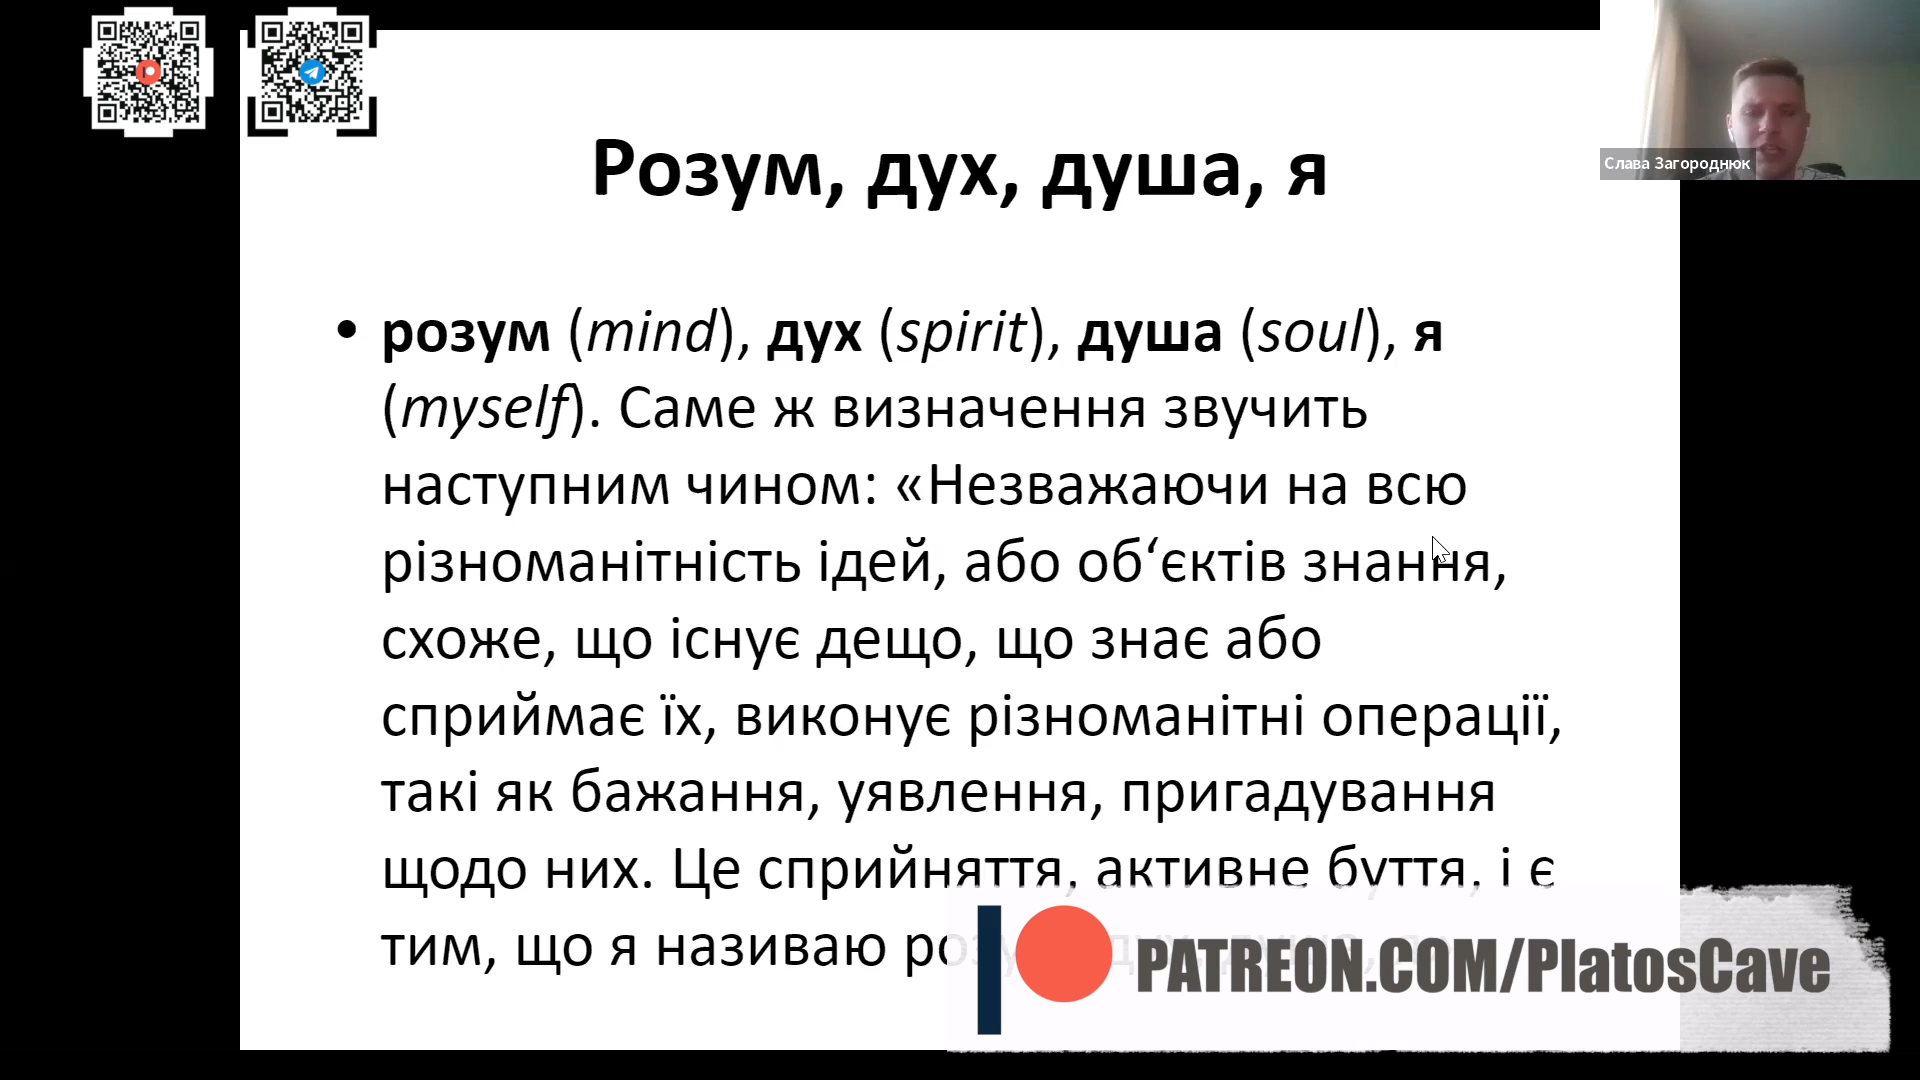 Розум, дух, душа, я
Слава Загороднюк
• розум (mind), дух (spirit), душа (soul), я
(myself). Саме ж визначення звучить
наступним чином: «Незважаючи на всю
різноманітність ідей, або об‘єктів знання,
схоже, що існує дещо, що знає або
сприймає їх, виконує різноманітні операції,
такі як бажання, уявлення, пригадування
щодо них. Це сприйняття, активне буття, і є
тим, що я називаю
PATREON.COM/PlatosCave